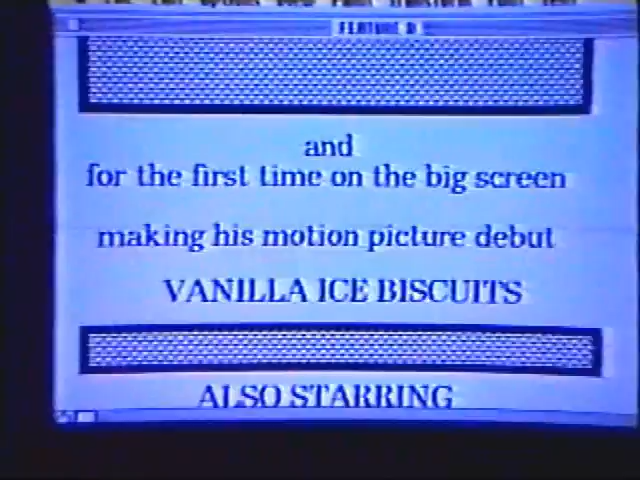 FEATURE
and
for the first time on the big screen
making his motion picture debut
VANILLA ICE BISCUITS
ALSO STARRING